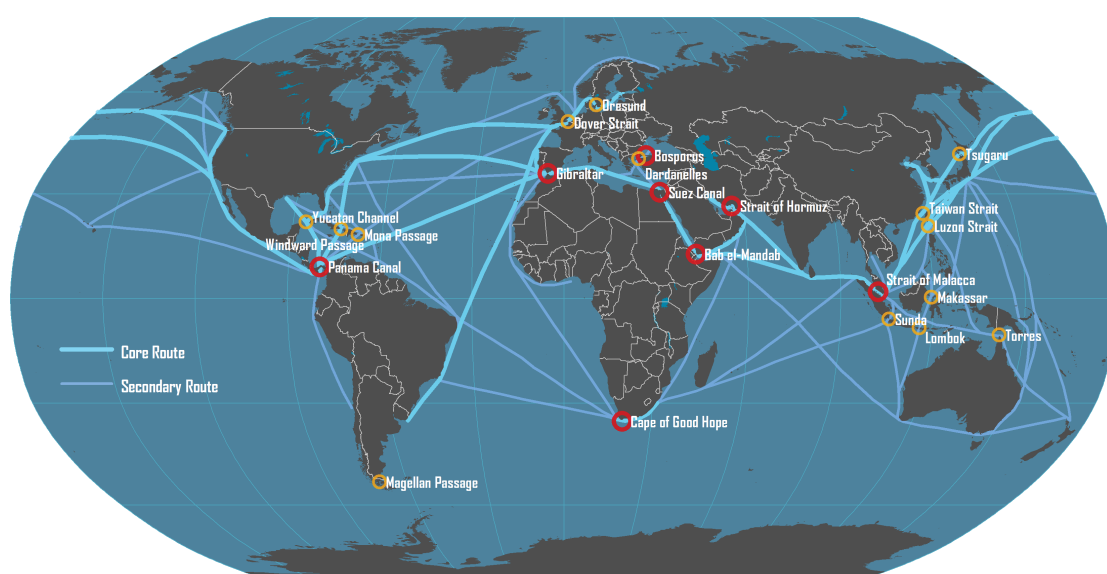 Oresund
Dover Strait
Bosporus
Tsugaru
Gibraltar
Dardanelles
Suez Canal
Strait of Hormuz
Yucatan Channel
Taiwan Strait
Luzon Strait
Mona Passage
Windward Passage
Bab el-Mandab
Panama Canal
Strait of Malacca
Makassar
Sunda
Lombok
Torres
Core Route
Secondary Route
Cape of Good Hope
Magellan Passage